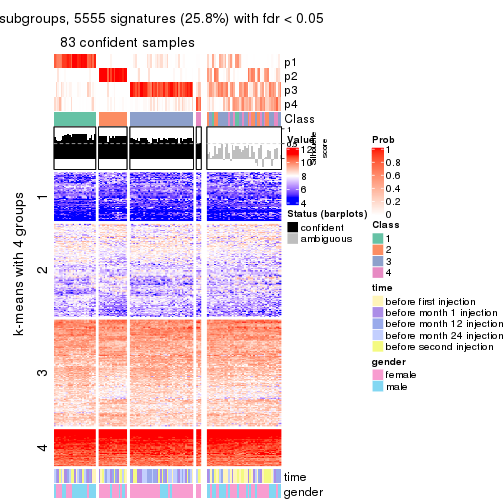 subgroups, 5555 signatures (25.8%) with fdr < 0.05
83 confident samples
p1
p2
p3
p4
Class
1
0.5
Silhouette
score
k-means with 4 groups
1
2
3
4
time
gender
Value
12
10
8
6
4
Status (barplots)
confident
ambiguous
Prob
1
0.8
0.6
0.4
0.2
0
Class
1
2
3
4
time
before first injection
before month 1 injection
before month 12 injection
before month 24 injection
before second injection
gender
female
male